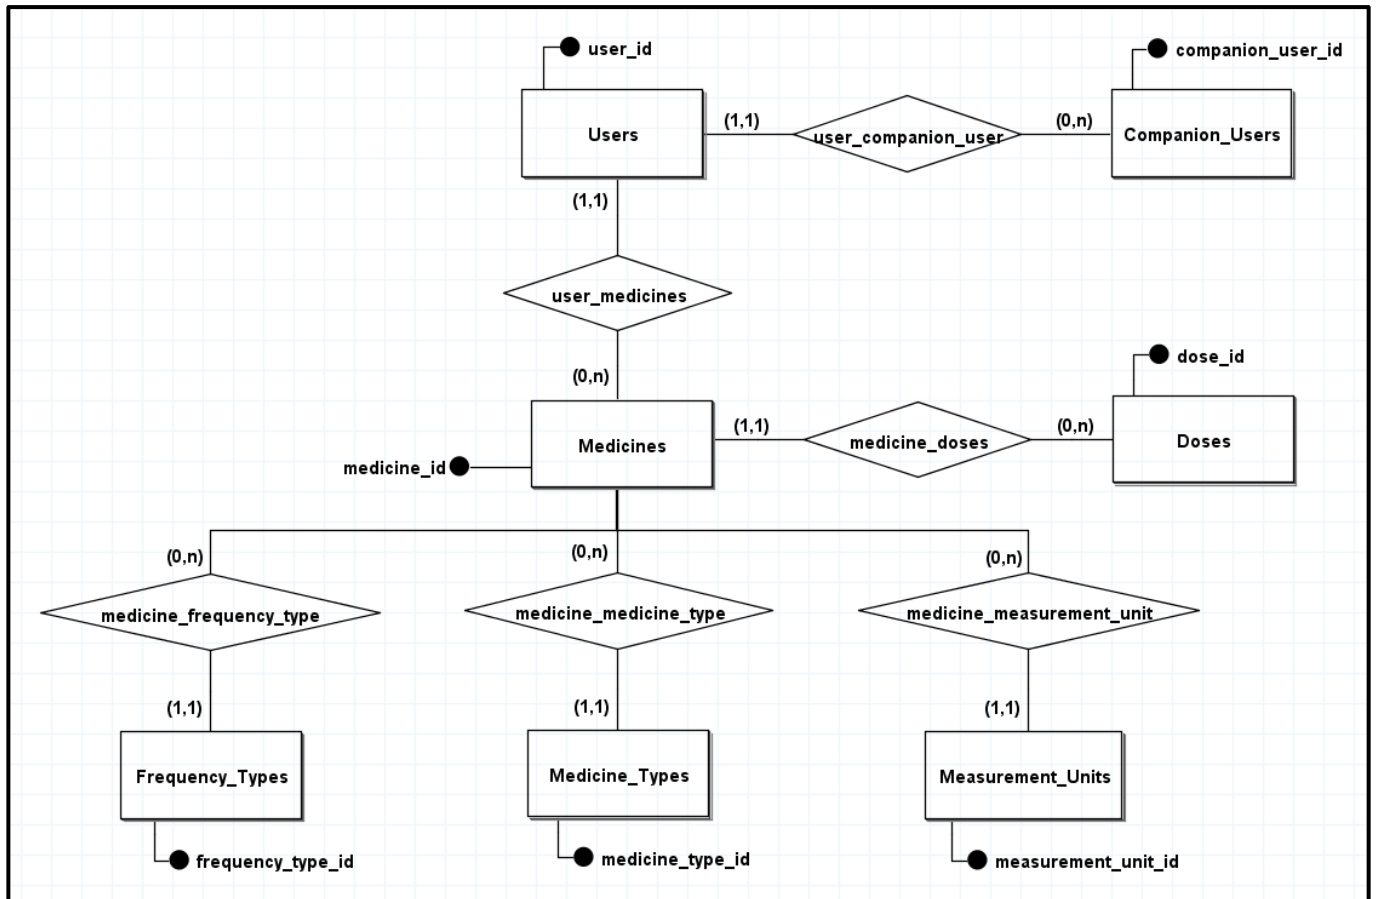 user_id
companion_user_id
Users
(1,1)
user_companion_user
(0,n)
Companion_Users
(1,1)
user_medicines
(0,n)
dose_id
Medicines
(1,1)
medicine_doses
(0,n)
Doses
medicine_id
(0,n)
(0,n)
(0,n)
medicine_frequency_type
medicine_medicine_type
medicine_measurement_unit
(1,1)
(1,1)
(1,1)
Frequency_Types
Medicine_Types
Measurement_Units
frequency_type_id
medicine_type_id
measurement_unit_id